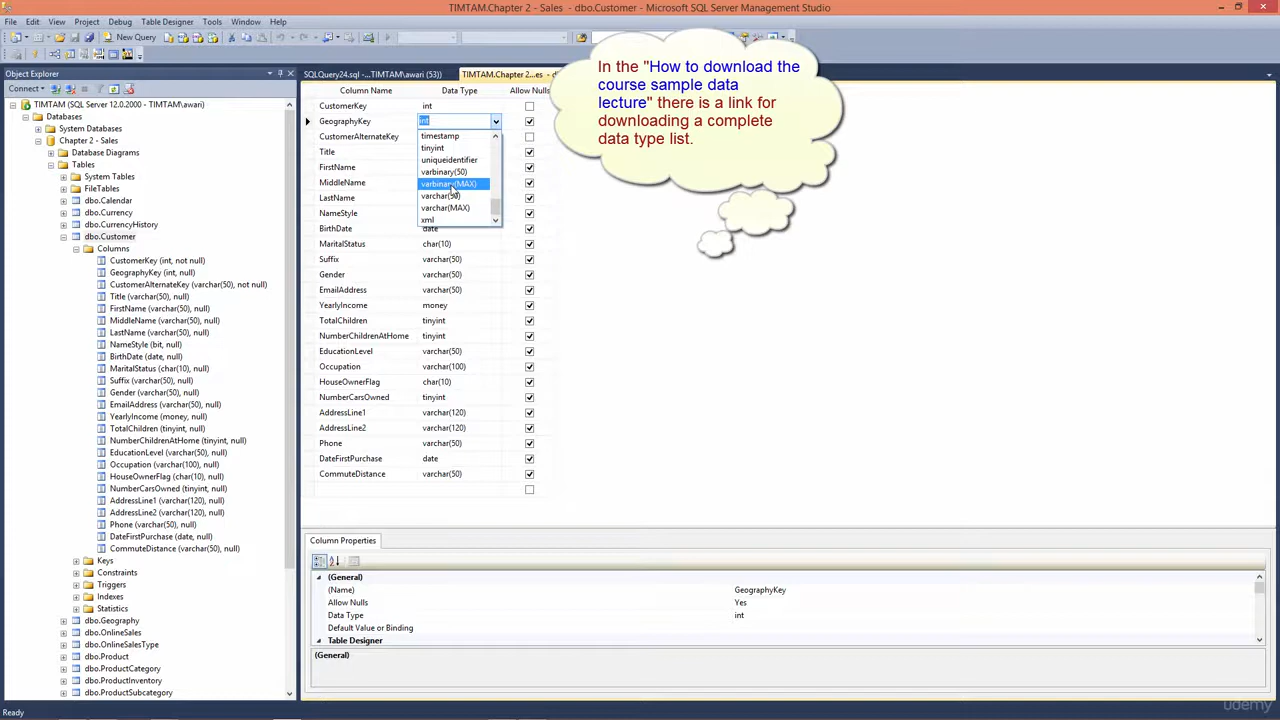 TIMTAM.Chapter 2 - Sales - dbo.Customer - Microsoft SQL Server Management Studio
File Edit View Project Debug Table Designer Tools Window Help
New Query
Object Explorer
Connect
TIMTAM (SQL Server 12.0.2000 - TIMTAM\awari)
Databases
System Databases
Chapter 2 - Sales
Database Diagrams
Tables
System Tables
FileTables
dbo.Calendar
dbo.Currency
dbo.CurrencyHistory
dbo.Customer
Columns
CustomerKey (int, not null)
GeographyKey (int, null)
CustomerAlternateKey (varchar(50), not null)
Title (varchar(50), null)
FirstName (varchar(50), null)
MiddleName (varchar(50), null)
LastName (varchar(50), null)
NameStyle (bit, null)
BirthDate (date, null)
MaritalStatus (char(10), null)
Suffix (varchar(50), null)
Gender (varchar(50), null)
EmailAddress (varchar(50), null)
YearlyIncome (money, null)
TotalChildren (tinyint, null)
NumberChildrenAtHome (tinyint, null)
EducationLevel (varchar(50), null)
Occupation (varchar(100), null)
HouseOwnerFlag (char(10), null)
NumberCarsOwned (tinyint, null)
AddressLine1 (varchar(120), null)
AddressLine2 (varchar(120), null)
Phone (varchar(50), null)
DateFirstPurchase (date, null)
CommuteDistance (varchar(50), null)
Keys
Constraints
Triggers
Indexes
Statistics
dbo.Geography
dbo.OnlineSales
dbo.OnlineSalesType
dbo.Product
dbo.ProductCategory
dbo.ProductInventory
dbo.ProductSubcategory
SQLQuery24.sql -...TIMTAM\awari (53))
TIMTAM.Chapter 2...es -
Column Name Data Type Allow Nulls
CustomerKey int
GeographyKey int
CustomerAlternateKey
Title
FirstName
MiddleName
LastName
NameStyle
BirthDate date
MaritalStatus char(10)
Suffix varchar(50)
Gender varchar(50)
EmailAddress varchar(50)
YearlyIncome money
TotalChildren tinyint
NumberChildrenAtHome tinyint
EducationLevel varchar(50)
Occupation varchar(100)
HouseOwnerFlag char(10)
NumberCarsOwned tinyint
AddressLine1 varchar(120)
AddressLine2 varchar(120)
Phone varchar(50)
DateFirstPurchase date
CommuteDistance varchar(50)
timestamp
tinyint
uniqueidentifier
varbinary(50)
varbinary(MAX)
varchar(50)
varchar(MAX)
xml
In the "How to download the
course sample data
lecture" there is a link for
downloading a complete
data type list.
Column Properties
(General)
(Name) GeographyKey
Allow Nulls Yes
Data Type int
Default Value or Binding
Table Designer
(General)
Ready
udemy